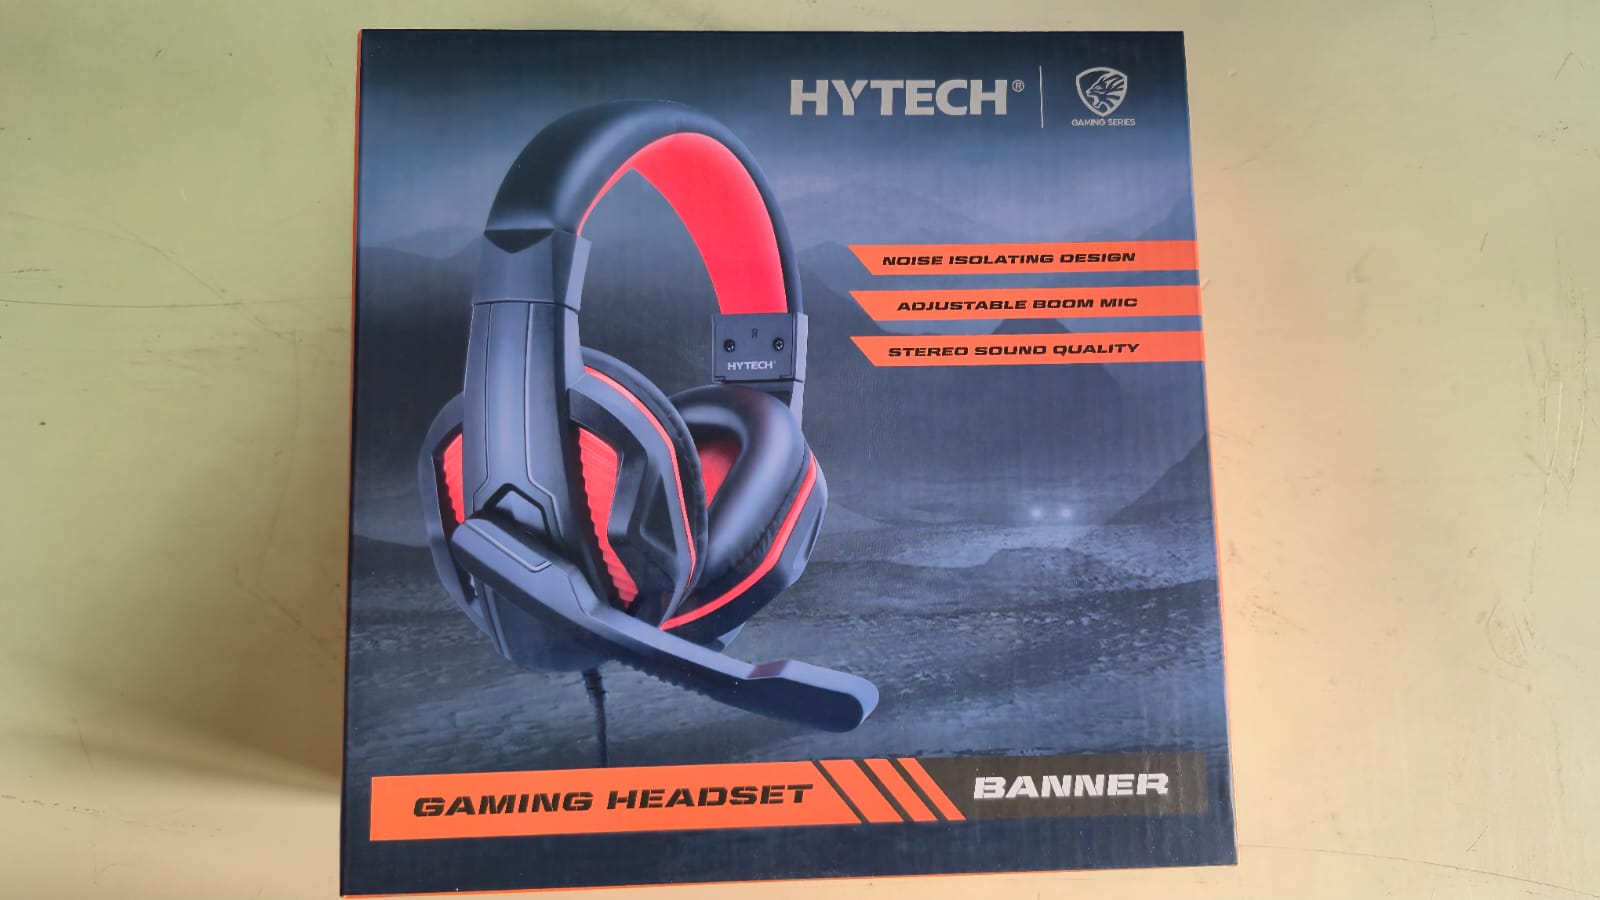 HYTECH®
GAMING SERIES
NOISE ISOLATING DESIGN
ADJUSTABLE BOOM MIC
STEREO SOUND QUALITY
R
HYTECH
GAMING HEADSET
BANNER